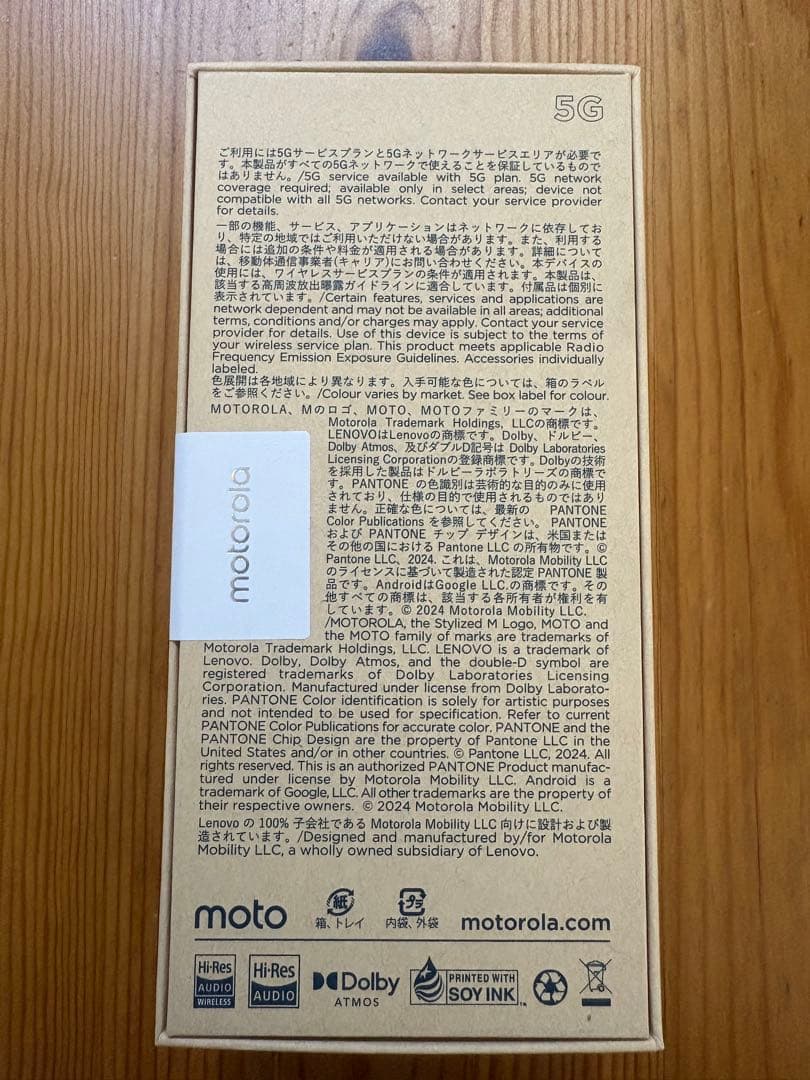 5G
ご利用には5Gサービスプランと5Gネットワークサービスエリアが必要で
す。本製品がすべての5Gネットワークで使えることを保証しているもので
はありません。/5G service available with 5G plan. 5G network
coverage required; available only in select areas; device not
compatible with all 5G networks. Contact your service provider
for details.
一部の機能、サービス、アプリケーションはネットワークに依存してお
り、特定の地域ではご利用いただけない場合があります。また、利用する
場合には追加の条件や料金が適用される場合があります。詳細について
は、移動体通信事業者(キャリア)にお問い合わせください。本デバイスの
使用には、ワイヤレスサービスプランの条件が適用されます。本製品は、
該当する高周波放出曝露ガイドラインに適合しています。付属品は個別に
表示されています。/Certain features, services and applications are
network dependent and may not be available in all areas; additional
terms, conditions and/or charges may apply. Contact your service
provider for details. Use of this device is subject to the terms of
your wireless service plan. This product meets applicable Radio
Frequency Emission Exposure Guidelines. Accessories individually
labeled.
色展開は各地域により異なります。入手可能な色については、箱のラベル
をご参照ください。/Colour varies by market. See box label for colour.
MOTOROLA、Mのロゴ、MOTO、MOTOファミリーのマークは、
Motorola Trademark Holdings, LLCの商標です。
LENOVOはLenovoの商標です。Dolby、ドルビー、
Dolby Atmos、及びダブルD記号は Dolby Laboratories
Licensing Corporationの登録商標です。Dolbyの技術
を採用した製品はドルビーラボラトリーズの商標で
す。PANTONE の色識別は芸術的な目的のみに使用
されており、仕様の目的で使用されるものではあり
ません。正確な色については、最新の PANTONE
Color Publications を参照してください。 PANTONE
および PANTONE チップ デザインは、米国または
その他の国における Pantone LLC の所有物です。©
Pantone LLC、2024. これは、Motorola Mobility LLC
のライセンスに基づいて製造された認定 PANTONE 製
品です。AndroidはGoogle LLC.の商標です。その
他すべての商標は、該当する各所有者が権利を有
しています。© 2024 Motorola Mobility LLC.
/MOTOROLA, the Stylized M Logo, MOTO and
the MOTO family of marks are trademarks of
Motorola Trademark Holdings, LLC. LENOVO is a trademark of
Lenovo. Dolby, Dolby Atmos, and the double-D symbol are
registered trademarks of Dolby Laboratories Licensing
Corporation. Manufactured under license from Dolby Laborato-
ries. PANTONE Color identification is solely for artistic purposes
and not intended to be used for specification. Refer to current
PANTONE Color Publications for accurate color. PANTONE and the
PANTONE Chip Design are the property of Pantone LLC in the
United States and/or in other countries. © Pantone LLC, 2024. All
rights reserved. This is an authorized PANTONE Product manufac-
tured under license by Motorola Mobility LLC. Android is a
trademark of Google, LLC. All other trademarks are the property of
their respective owners. © 2024 Motorola Mobility LLC.
Lenovo の 100% 子会社である Motorola Mobility LLC 向けに設計および製
造されています。/Designed and manufactured by/for Motorola
Mobility LLC, a wholly owned subsidiary of Lenovo.
motorola
moto
紙
箱、トレイ
プラ
内袋、外袋
motorola.com
Hi-Res
AUDIO
WIRELESS
Hi-Res
AUDIO
Dolby
ATMOS
PRINTED WITH
SOY INK
TM